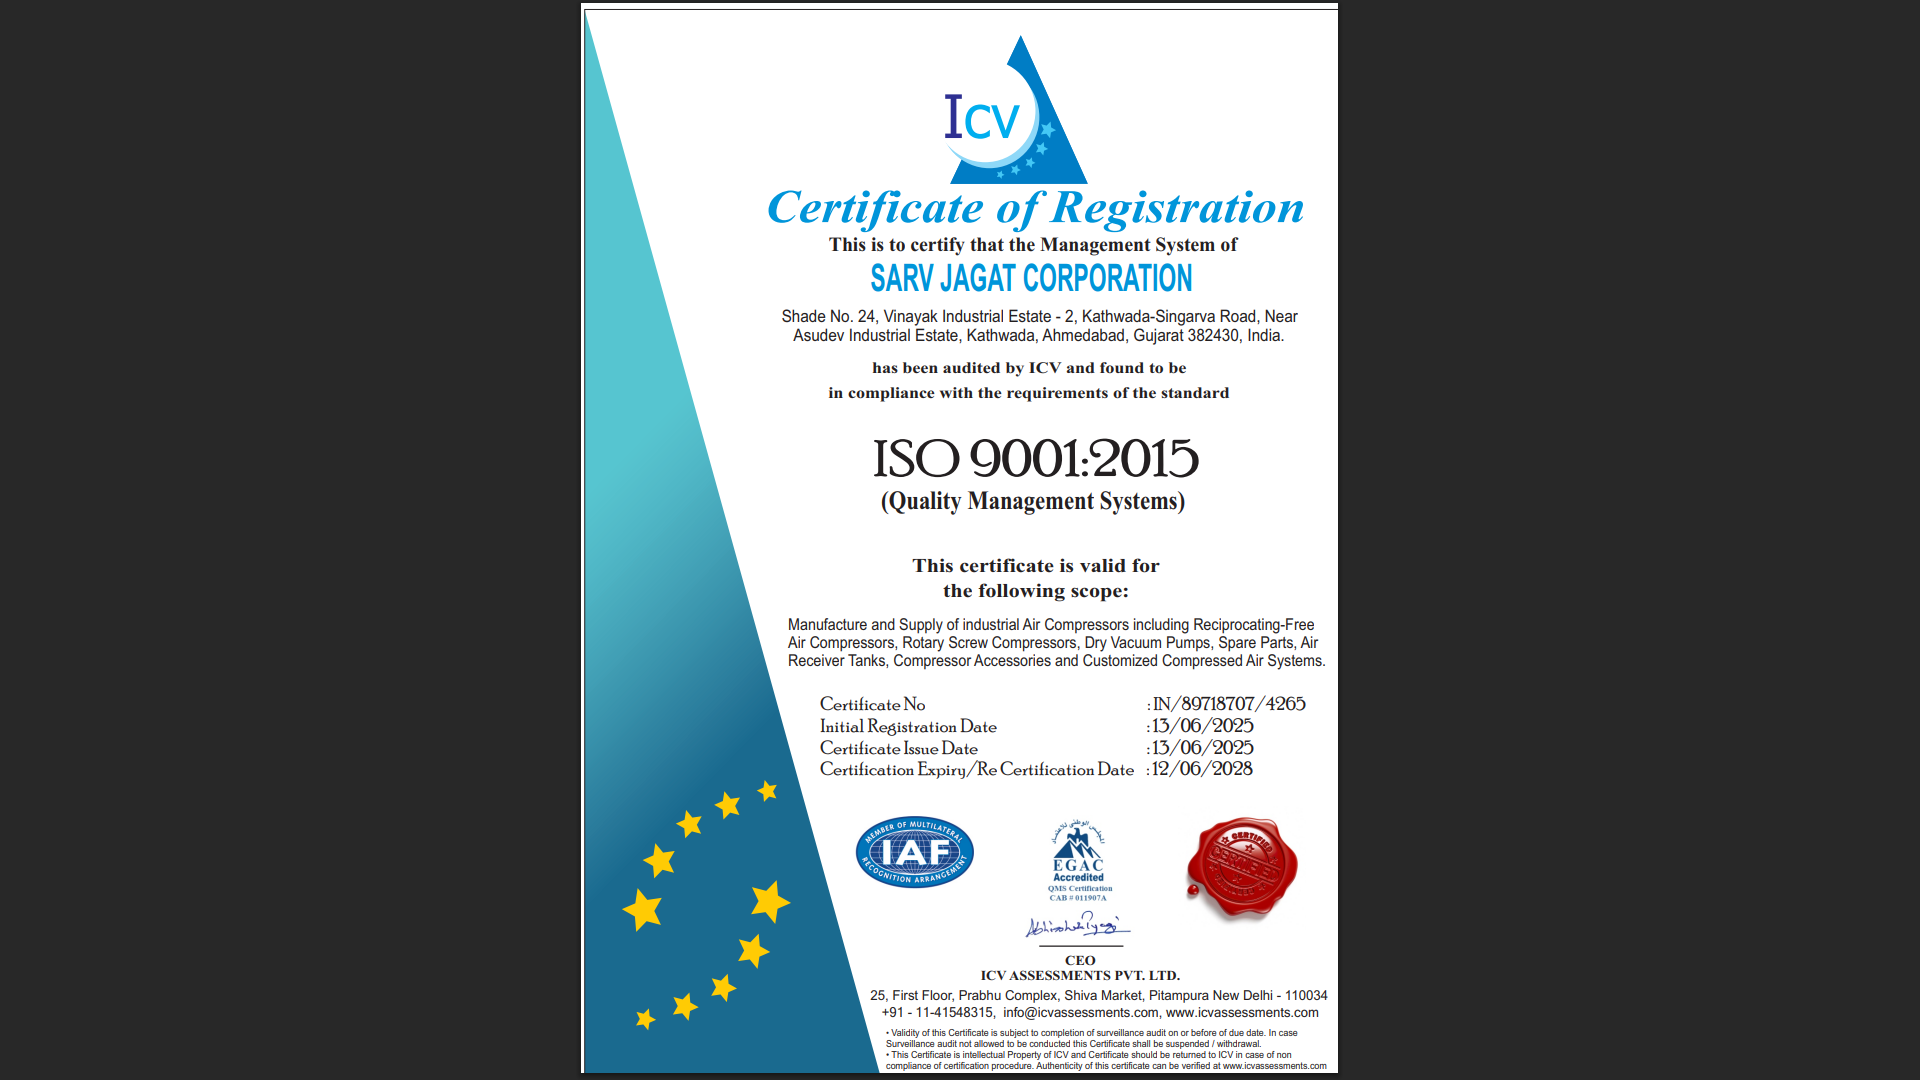 Icv
Certificate of Registration
This is to certify that the Management System of
SARV JAGAT CORPORATION
Shade No. 24, Vinayak Industrial Estate - 2, Kathwada-Singarva Road, Near
Asudev Industrial Estate, Kathwada, Ahmedabad, Gujarat 382430, India.
has been audited by ICV and found to be
in compliance with the requirements of the standard
ISO 9001:2015
(Quality Management Systems)
This certificate is valid for
the following scope:
Manufacture and Supply of industrial Air Compressors including Reciprocating-Free
Air Compressors, Rotary Screw Compressors, Dry Vacuum Pumps, Spare Parts, Air
Receiver Tanks, Compressor Accessories and Customized Compressed Air Systems.
Certificate No : IN/89718707/4265
Initial Registration Date : 13/06/2025
Certificate Issue Date : 13/06/2025
Certification Expiry/Re Certification Date : 12/06/2028
MEMBER OF MULTILATERAL
IAF
RECOGNITION ARRANGEMENT
المجلس الوطني للاعتماد
EGAC
Accredited
QMS Certification
CAB # 011907A
CERTIFIED
CEO
ICV ASSESSMENTS PVT. LTD.
25, First Floor, Prabhu Complex, Shiva Market, Pitampura New Delhi - 110034
+91 - 11-41548315, info@icvassessments.com, www.icvassessments.com
• Validity of this Certificate is subject to completion of surveillance audit on or before of due date. In case
Surveillance audit not allowed to be conducted this Certificate shall be suspended / withdrawal.
• This Certificate is intellectual Property of ICV and Certificate should be returned to ICV in case of non
compliance of certification procedure. Authenticity of this certificate can be verified at www.icvassessments.com